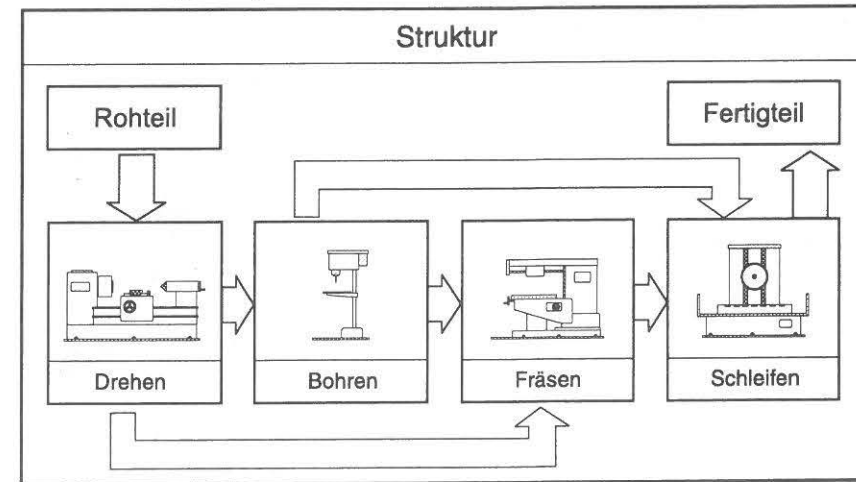 Struktur
Rohteil
Fertigteil
Drehen
Bohren
Fräsen
Schleifen